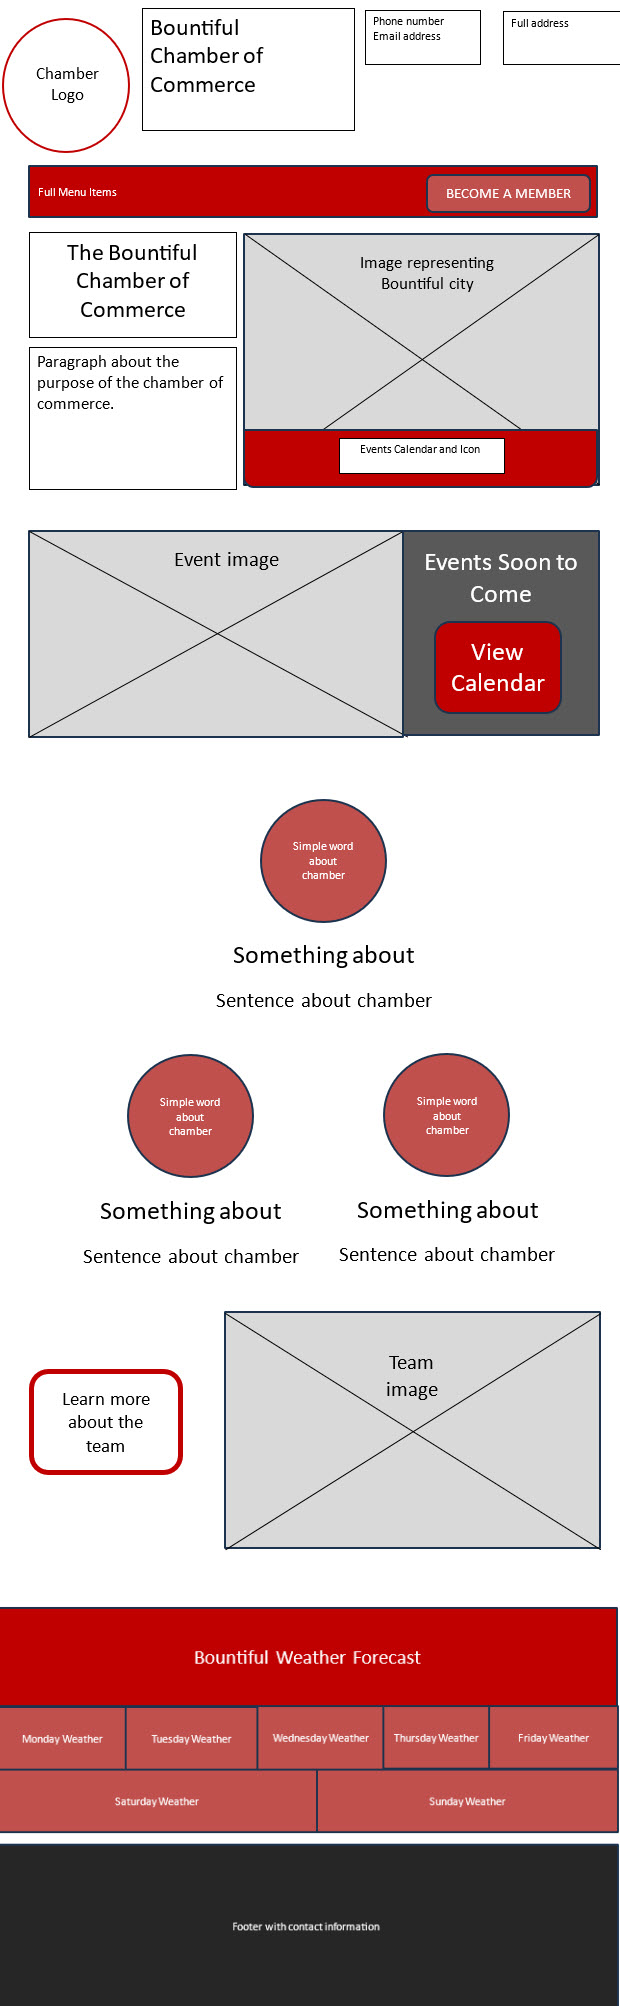 Chamber
Logo
Bountiful
Chamber of
Commerce
Phone number
Email address
Full address
Full Menu Items
BECOME A MEMBER
The Bountiful
Chamber of
Commerce
Paragraph about the
purpose of the chamber of
commerce.
Image representing
Bountiful city
Events Calendar and Icon
Event image
Events Soon to
Come
View
Calendar
Simple word
about
chamber
Something about
Sentence about chamber
Simple word
about
chamber
Something about
Sentence about chamber
Simple word
about
chamber
Something about
Sentence about chamber
Learn more
about the
team
Team
image
Bountiful Weather Forecast
Monday Weather
Tuesday Weather
Wednesday Weather
Thursday Weather
Friday Weather
Saturday Weather
Sunday Weather
Footer with contact information